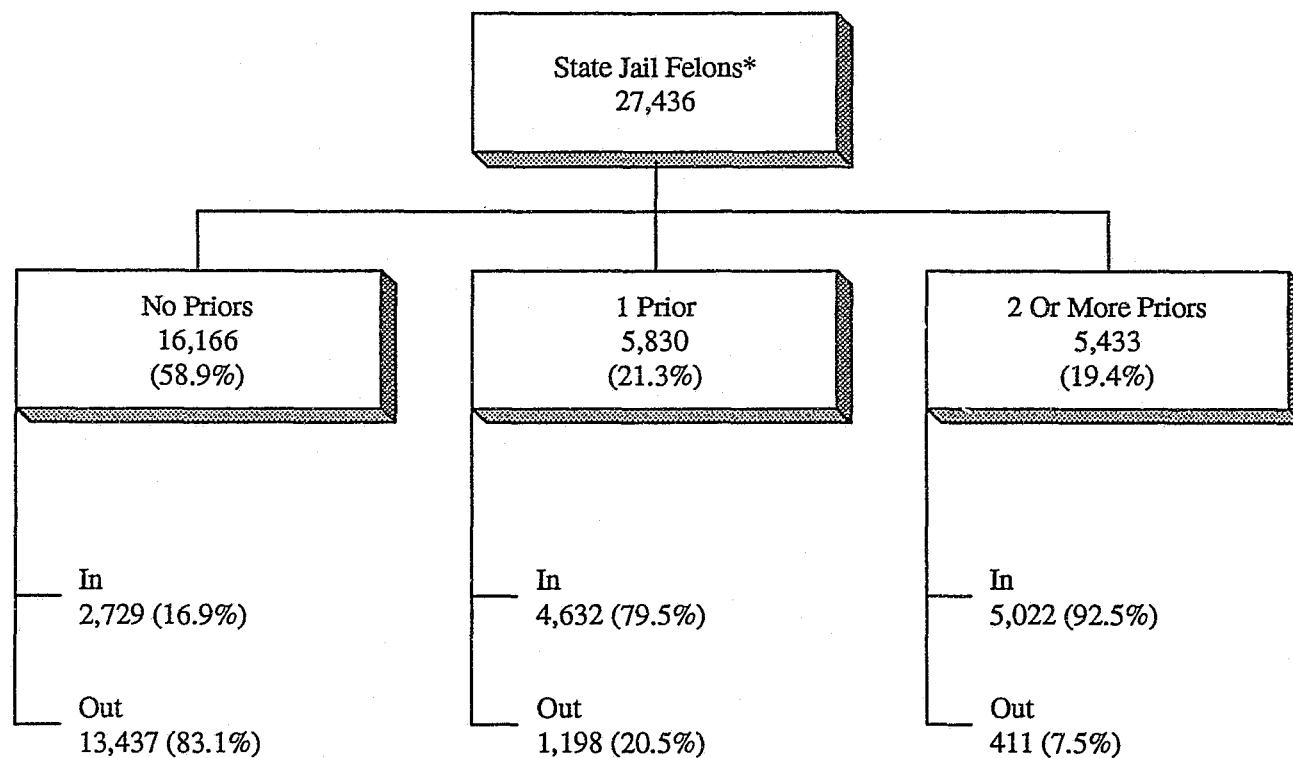 State Jail Felons*
27,436
No Priors
16,166
(58.9%)
1 Prior
5,830
(21.3%)
2 Or More Priors
5,433
(19.4%)
In
2,729 (16.9%)
Out
13,437 (83.1%)
In
4,632 (79.5%)
Out
1,198 (20.5%)
In
5,022 (92.5%)
Out
411 (7.5%)